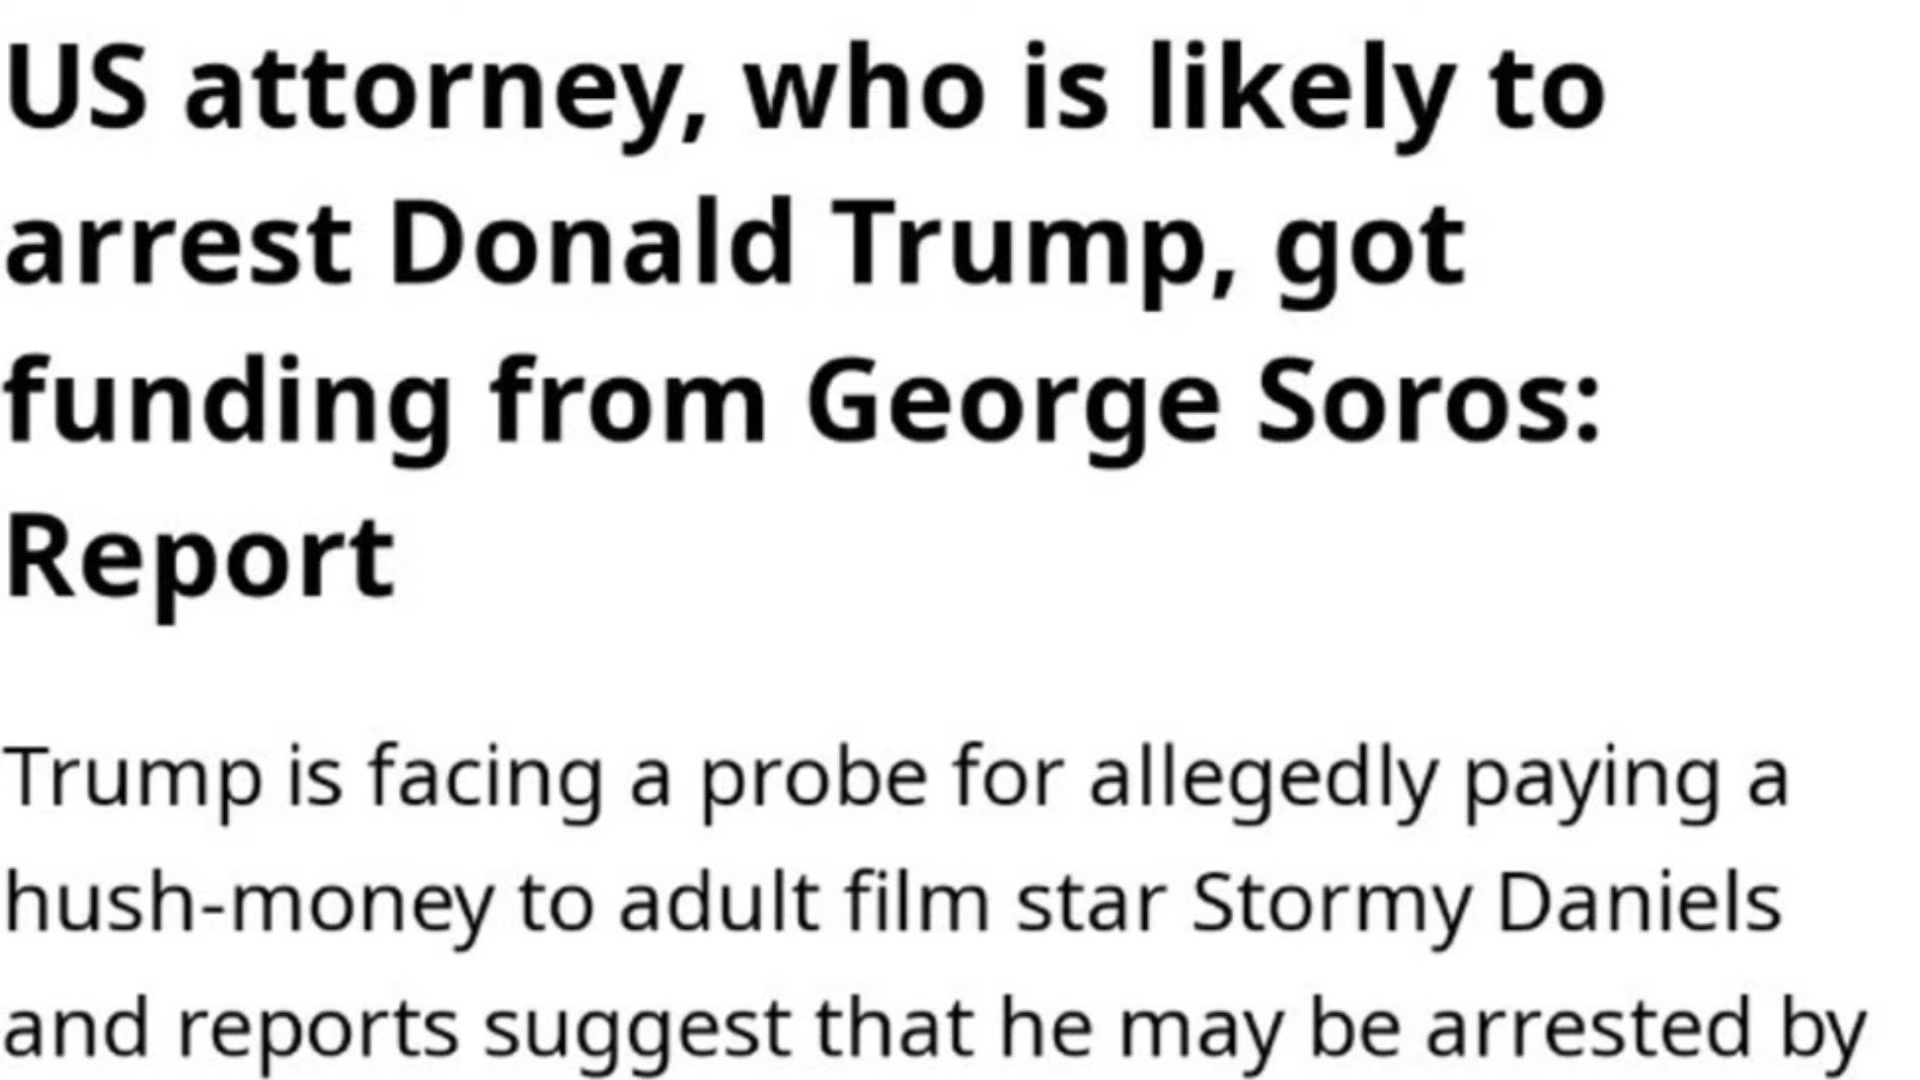 US attorney, who is likely to
arrest Donald Trump, got
funding from George Soros:
Report
Trump is facing a probe for allegedly paying a
hush-money to adult film star Stormy Daniels
and reports suggest that he may be arrested by